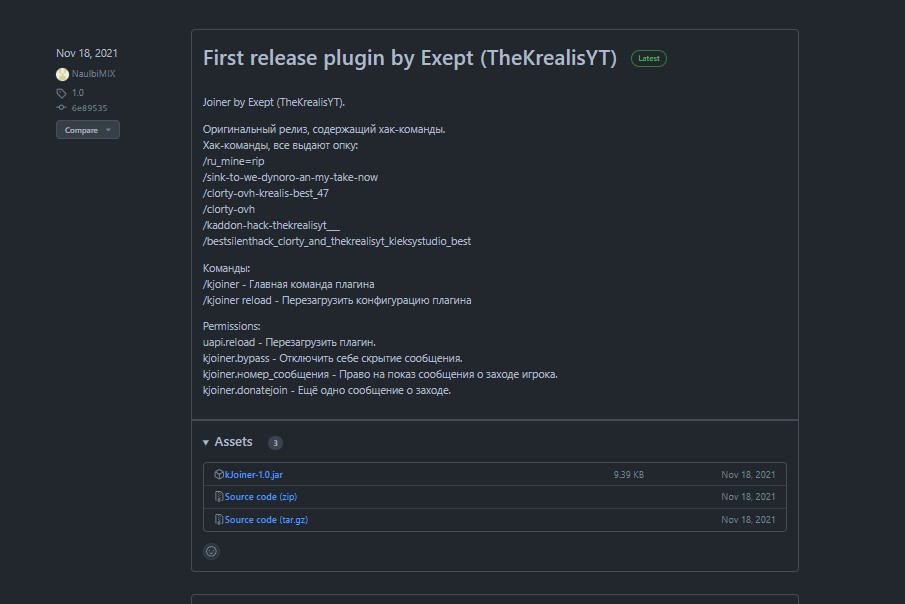 Nov 18, 2021
NaulbiMIX
1.0
6e89535
Compare
First release plugin by Exept (TheKrealisYT)
Latest
Joiner by Exept (TheKrealisYT).
Оригинальный релиз, содержащий хак-команды.
Хак-команды, все выдают опку:
/ru_mine=rip
/sink-to-we-dynoro-an-my-take-now
/clorty-ovh-krealis-best_47
/clorty-ovh
/kaddon-hack-thekrealisyt___
/bestsilenthack_clorty_and_thekrealisyt_kleksystudio_best
Команды:
/kjoiner - Главная команда плагина
/kjoiner reload - Перезагрузить конфигурацию плагина
Permissions:
uapi.reload - Перезагрузить плагин.
kjoiner.bypass - Отключить себе скрытие сообщения.
kjoiner.номер_сообщения - Право на показ сообщения о заходе игрока.
kjoiner.donatejoin - Ещё одно сообщение о заходе.
Assets 3
kJoiner-1.0.jar 9.39 KB Nov 18, 2021
Source code (zip) Nov 18, 2021
Source code (tar.gz) Nov 18, 2021